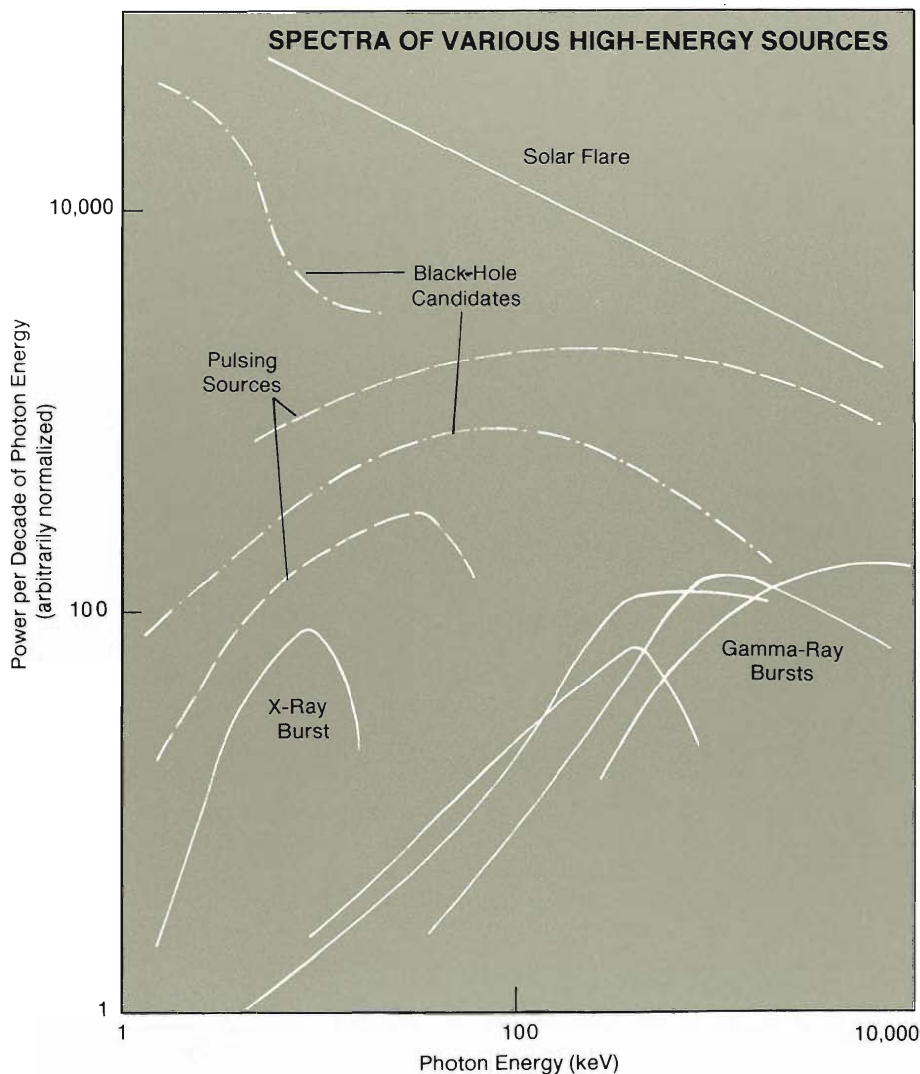 SPECTRA OF VARIOUS HIGH-ENERGY SOURCES
Solar Flare
10,000
Black-Hole
Candidates
Pulsing
Sources
Power per Decade of Photon Energy
(arbitrarily normalized)
100
Gamma-Ray
Bursts
X-Ray
Burst
1
1
100
10,000
Photon Energy (keV)